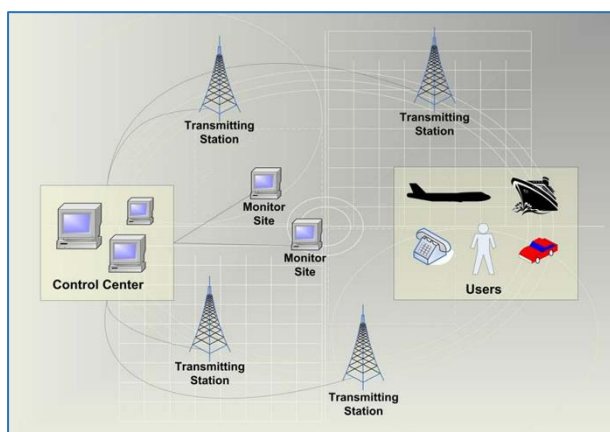 Transmitting
Station
Transmitting
Station
Monitor
Site
Monitor
Site
Control Center
Users
Transmitting
Station
Transmitting
Station